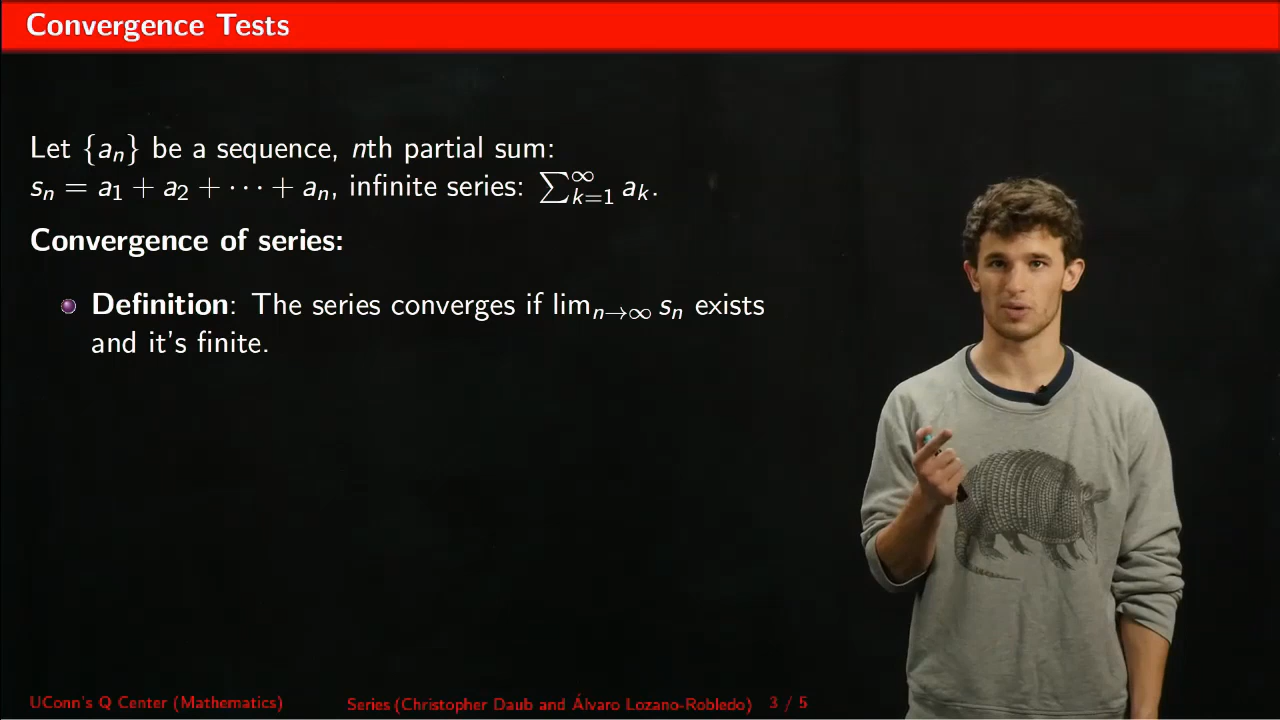 Convergence Tests
Let {aₙ} be a sequence, nth partial sum:
sₙ = a₁ + a₂ + ⋯ + aₙ, infinite series: ∑_{k=1}^{∞} aₖ.
Convergence of series:
Definition: The series converges if lim_{n→∞} sₙ exists
and it's finite.
UConn's Q Center (Mathematics) Series (Christopher Daub and Álvaro Lozano-Robledo) 3 / 5